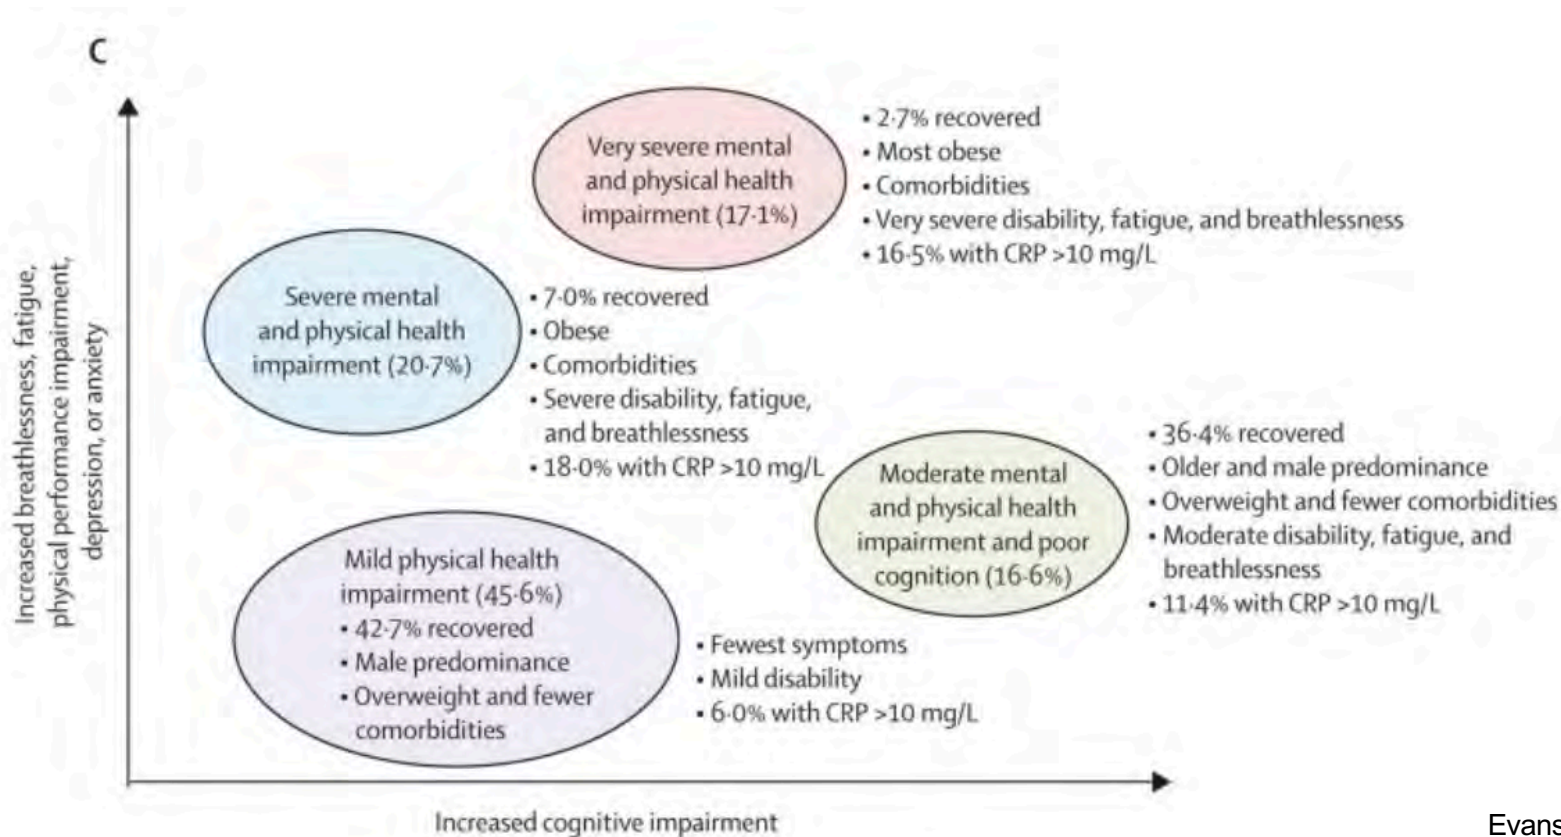 C
Increased breathlessness, fatigue,
physical performance impairment,
depression, or anxiety
Very severe mental
and physical health
impairment (17·1%)
• 2·7% recovered
• Most obese
• Comorbidities
• Very severe disability, fatigue, and breathlessness
• 16·5% with CRP >10 mg/L
Severe mental
and physical health
impairment (20·7%)
• 7·0% recovered
• Obese
• Comorbidities
• Severe disability, fatigue,
and breathlessness
• 18·0% with CRP >10 mg/L
Moderate mental
and physical health
impairment and poor
cognition (16·6%)
• 36·4% recovered
• Older and male predominance
• Overweight and fewer comorbidities
• Moderate disability, fatigue, and
breathlessness
• 11·4% with CRP >10 mg/L
Mild physical health
impairment (45·6%)
• 42·7% recovered
• Male predominance
• Overweight and fewer
comorbidities
• Fewest symptoms
• Mild disability
• 6·0% with CRP >10 mg/L
Increased cognitive impairment
Evans